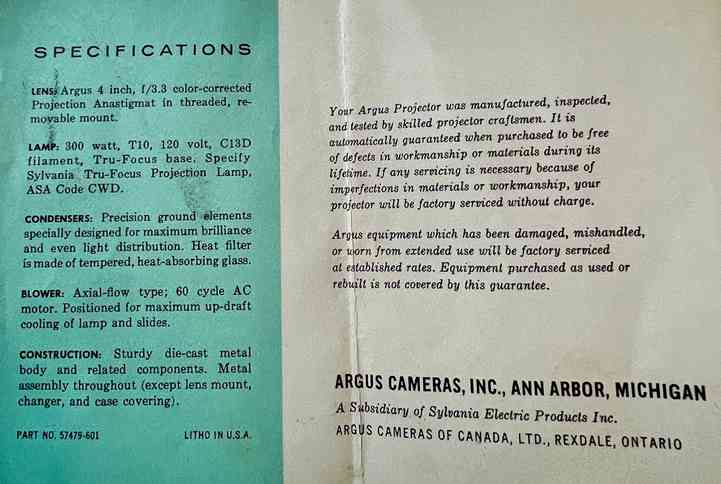 SPECIFICATIONS
LENS: Argus 4 inch, f/3.3 color-corrected
Projection Anastigmat in threaded, re-
movable mount.
LAMP: 300 watt, T10, 120 volt, C13D
filament, Tru-Focus base. Specify
Sylvania Tru-Focus Projection Lamp,
ASA Code CWD.
CONDENSERS: Precision ground elements
specially designed for maximum brilliance
and even light distribution. Heat filter
is made of tempered, heat-absorbing glass.
BLOWER: Axial-flow type; 60 cycle AC
motor. Positioned for maximum up-draft
cooling of lamp and slides.
CONSTRUCTION: Sturdy die-cast metal
body and related components. Metal
assembly throughout (except lens mount,
changer, and case covering).
PART NO. 57479-601 LITHO IN U.S.A.
Your Argus Projector was manufactured, inspected,
and tested by skilled projector craftsmen. It is
automatically guaranteed when purchased to be free
of defects in workmanship or materials during its
lifetime. If any servicing is necessary because of
imperfections in materials or workmanship, your
projector will be factory serviced without charge.
Argus equipment which has been damaged, mishandled,
or worn from extended use will be factory serviced
at established rates. Equipment purchased as used or
rebuilt is not covered by this guarantee.
ARGUS CAMERAS, INC., ANN ARBOR, MICHIGAN
A Subsidiary of Sylvania Electric Products Inc.
ARGUS CAMERAS OF CANADA, LTD., REXDALE, ONTARIO